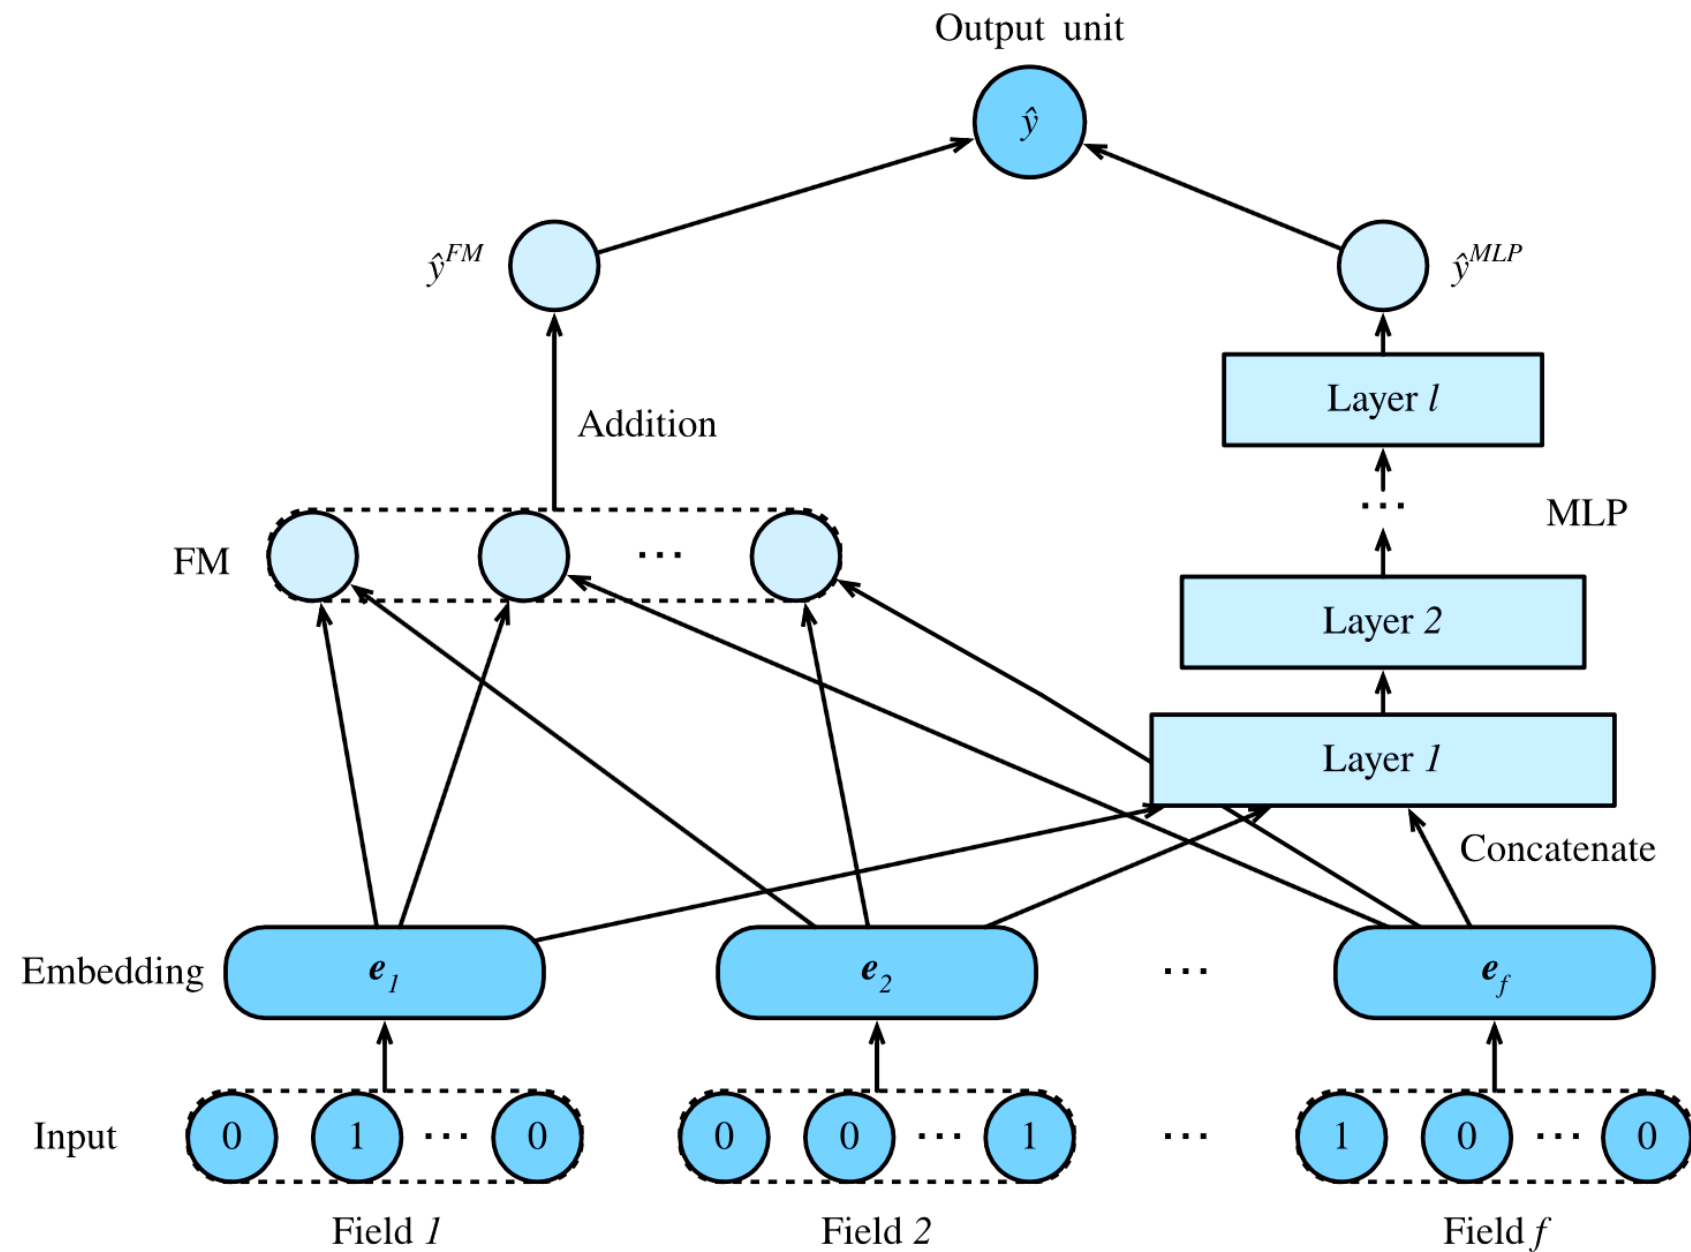 Output unit
ŷ
ŷ^FM
ŷ^MLP
Layer l
Addition
...
MLP
FM
...
Layer 2
Layer 1
Concatenate
Embedding
e_1
e_2
...
e_f
Input
0 1 ... 0
0 0 ... 1
...
1 0 ... 0
Field 1
Field 2
Field f